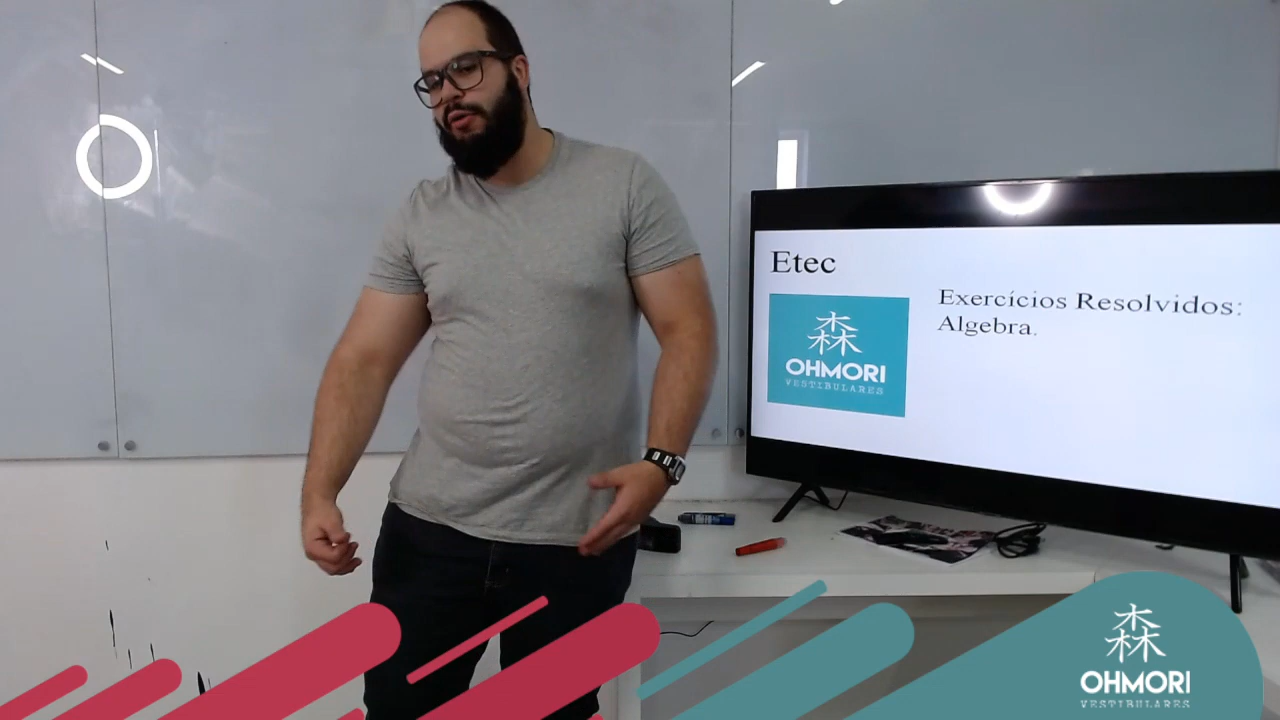 Etec
Exercícios Resolvidos:
Algebra.
森
OHMORI
VESTIBULARES
森
OHMORI
VESTIBULARES